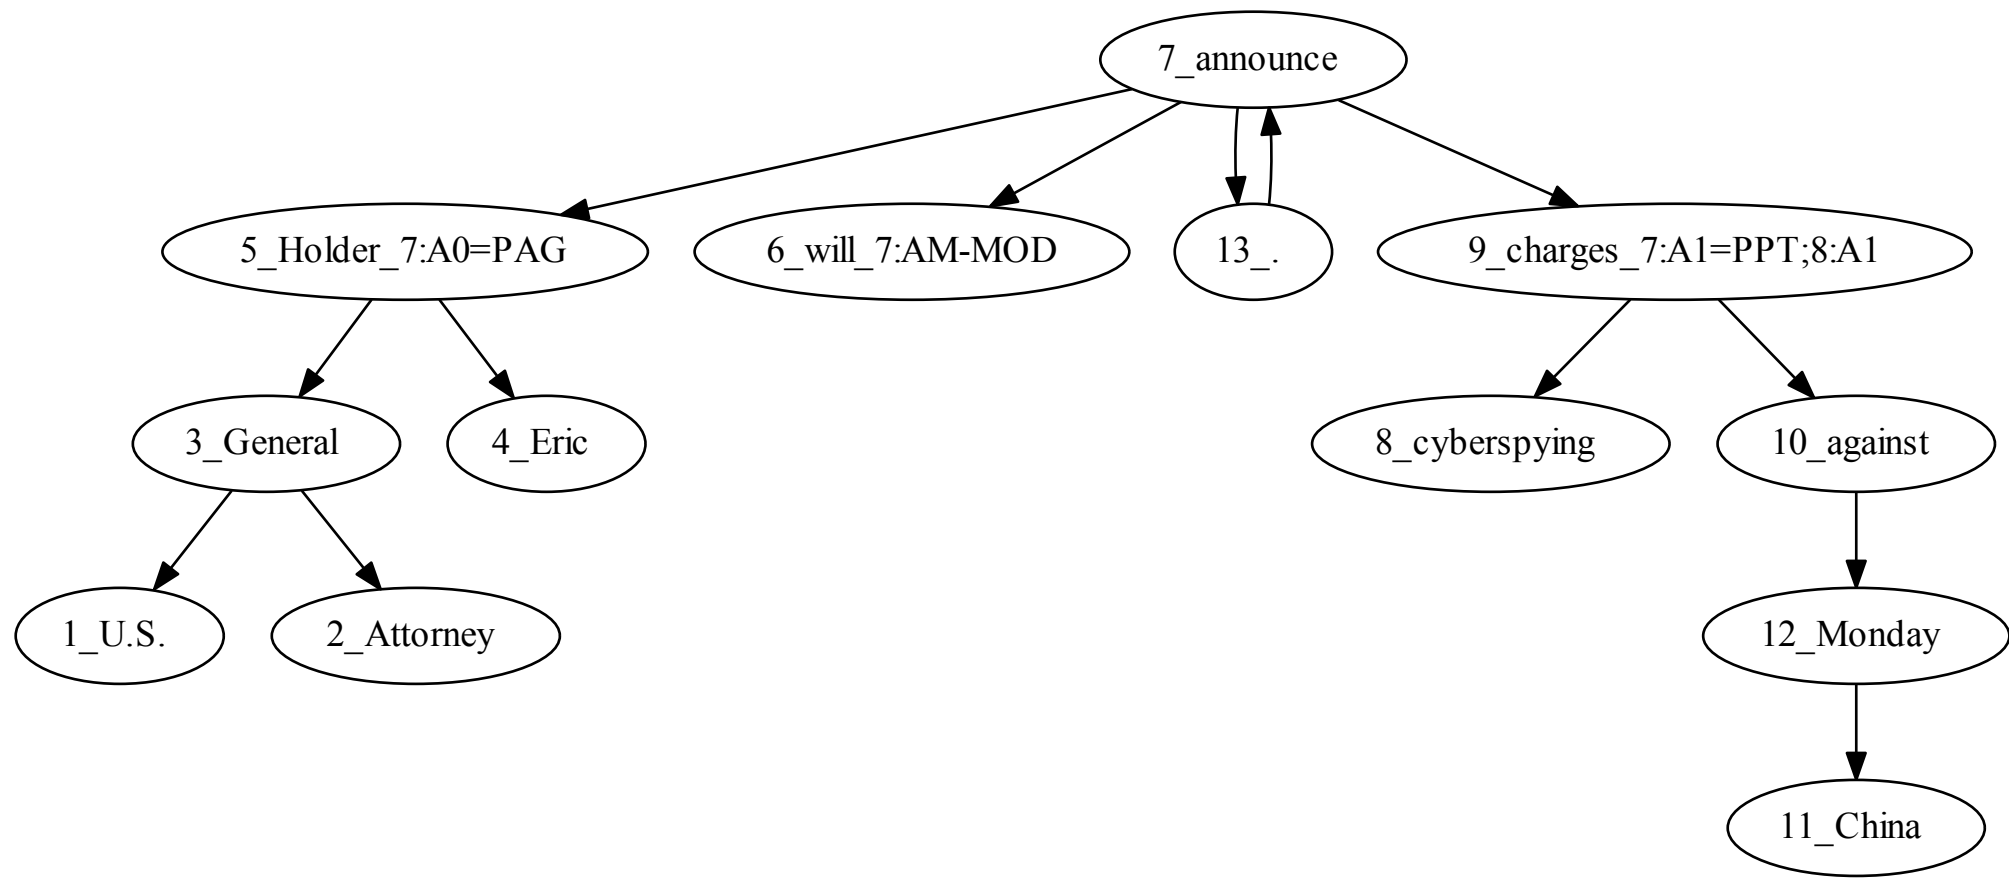 7_announce
5_Holder_7:A0=PAG
6_will_7:AM-MOD
13_.
9_charges_7:A1=PPT;8:A1
3_General
4_Eric
8_cyberspying
10_against
1_U.S.
2_Attorney
12_Monday
11_China